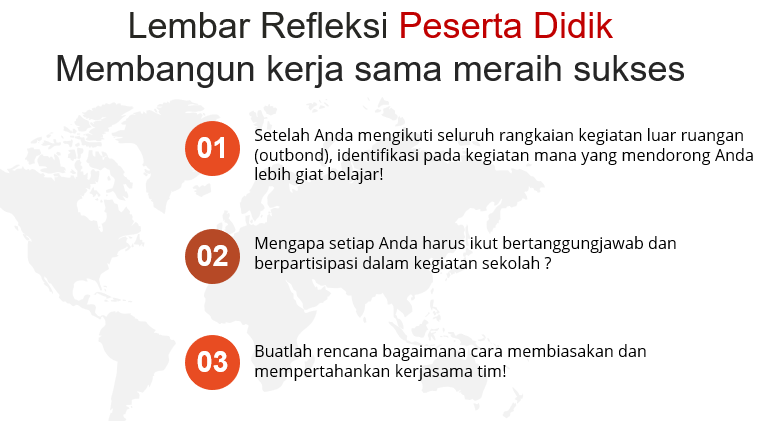 Lembar Refleksi Peserta Didik
Membangun kerja sama meraih sukses
01
Setelah Anda mengikuti seluruh rangkaian kegiatan luar ruangan
(outbond), identifikasi pada kegiatan mana yang mendorong Anda
lebih giat belajar!
02
Mengapa setiap Anda harus ikut bertanggungjawab dan
berpartisipasi dalam kegiatan sekolah ?
03
Buatlah rencana bagaimana cara membiasakan dan
mempertahankan kerjasama tim!